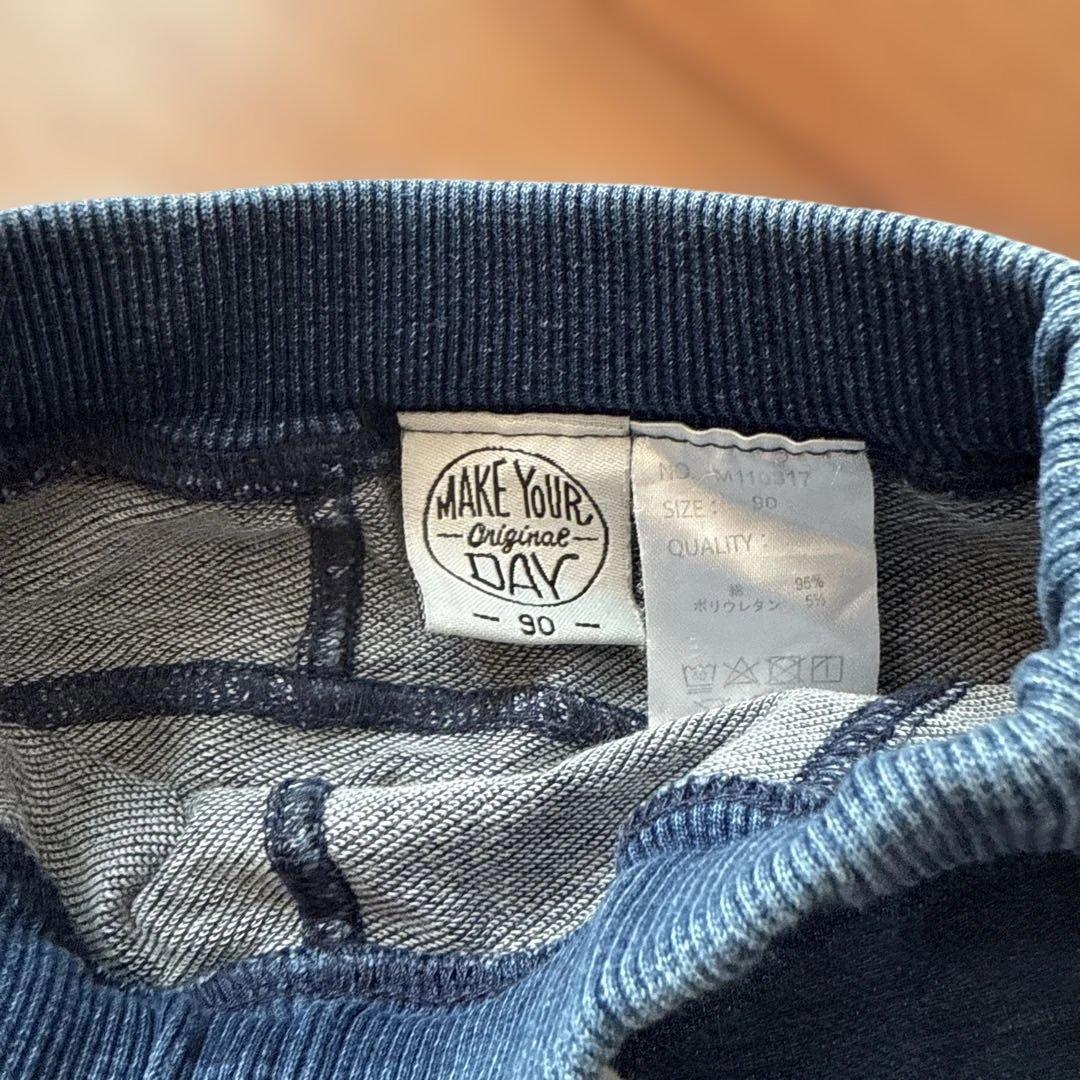 MAKE YOUR
Original
DAY
90
NO. M110317
SIZE : 90
QUALITY :
綿 95%
ポリウレタン 5%